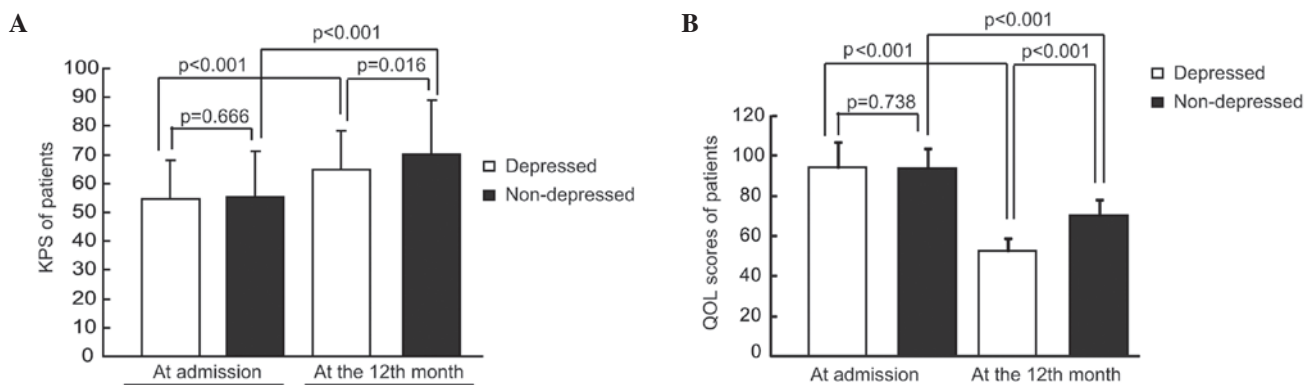 A
p<0.001
p<0.001
p=0.016
p=0.666
100
90
80
70
60
50
40
30
20
10
0
KPS of patients
Depressed
Non-depressed
At admission
At the 12th month
B
p<0.001
p<0.001
p<0.001
p=0.738
120
100
80
60
40
20
0
QOL scores of patients
Depressed
Non-depressed
At admission
At the 12th month